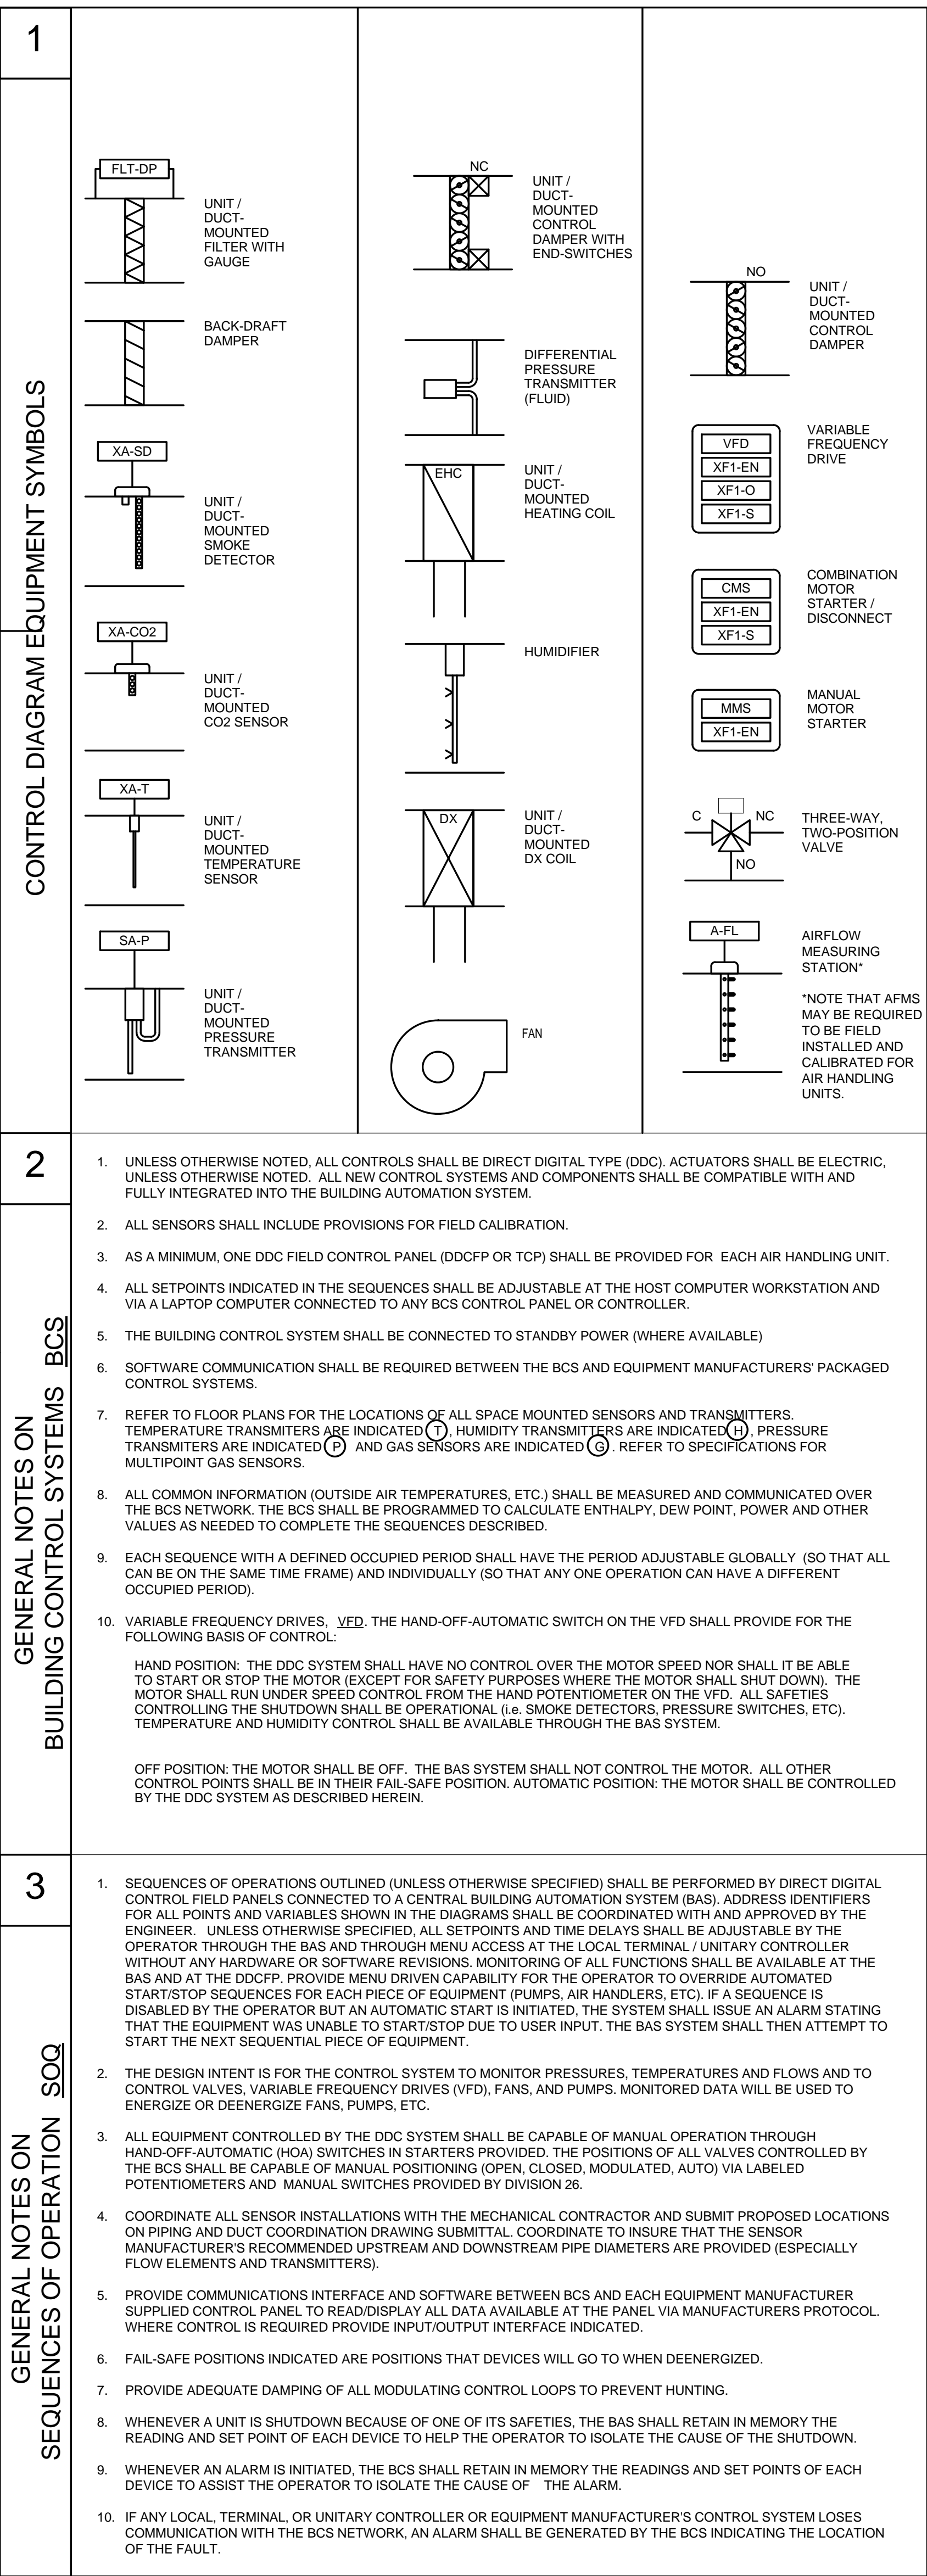 1
CONTROL DIAGRAM EQUIPMENT SYMBOLS
FLT-DP
UNIT /
DUCT-
MOUNTED
FILTER WITH
GAUGE
BACK-DRAFT
DAMPER
XA-SD
UNIT /
DUCT-
MOUNTED
SMOKE
DETECTOR
XA-CO2
UNIT /
DUCT-
MOUNTED
CO2 SENSOR
XA-T
UNIT /
DUCT-
MOUNTED
TEMPERATURE
SENSOR
SA-P
UNIT /
DUCT-
MOUNTED
PRESSURE
TRANSMITTER
NC
UNIT /
DUCT-
MOUNTED
CONTROL
DAMPER WITH
END-SWITCHES
DIFFERENTIAL
PRESSURE
TRANSMITTER
(FLUID)
EHC
UNIT /
DUCT-
MOUNTED
HEATING COIL
HUMIDIFIER
DX
UNIT /
DUCT-
MOUNTED
DX COIL
FAN
NO
UNIT /
DUCT-
MOUNTED
CONTROL
DAMPER
VFD
XF1-EN
XF1-O
XF1-S
VARIABLE
FREQUENCY
DRIVE
CMS
XF1-EN
XF1-S
COMBINATION
MOTOR
STARTER /
DISCONNECT
MMS
XF1-EN
MANUAL
MOTOR
STARTER
C
NC
NO
THREE-WAY,
TWO-POSITION
VALVE
A-FL
AIRFLOW
MEASURING
STATION*
*NOTE THAT AFMS
MAY BE REQUIRED
TO BE FIELD
INSTALLED AND
CALIBRATED FOR
AIR HANDLING
UNITS.
2
GENERAL NOTES ON
BUILDING CONTROL SYSTEMS BCS
1. UNLESS OTHERWISE NOTED, ALL CONTROLS SHALL BE DIRECT DIGITAL TYPE (DDC). ACTUATORS SHALL BE ELECTRIC,
UNLESS OTHERWISE NOTED. ALL NEW CONTROL SYSTEMS AND COMPONENTS SHALL BE COMPATIBLE WITH AND
FULLY INTEGRATED INTO THE BUILDING AUTOMATION SYSTEM.
2. ALL SENSORS SHALL INCLUDE PROVISIONS FOR FIELD CALIBRATION.
3. AS A MINIMUM, ONE DDC FIELD CONTROL PANEL (DDCFP OR TCP) SHALL BE PROVIDED FOR EACH AIR HANDLING UNIT.
4. ALL SETPOINTS INDICATED IN THE SEQUENCES SHALL BE ADJUSTABLE AT THE HOST COMPUTER WORKSTATION AND
VIA A LAPTOP COMPUTER CONNECTED TO ANY BCS CONTROL PANEL OR CONTROLLER.
5. THE BUILDING CONTROL SYSTEM SHALL BE CONNECTED TO STANDBY POWER (WHERE AVAILABLE)
6. SOFTWARE COMMUNICATION SHALL BE REQUIRED BETWEEN THE BCS AND EQUIPMENT MANUFACTURERS' PACKAGED
CONTROL SYSTEMS.
7. REFER TO FLOOR PLANS FOR THE LOCATIONS OF ALL SPACE MOUNTED SENSORS AND TRANSMITTERS.
TEMPERATURE TRANSMITERS ARE INDICATED T , HUMIDITY TRANSMITTERS ARE INDICATED H , PRESSURE
TRANSMITERS ARE INDICATED P AND GAS SENSORS ARE INDICATED G . REFER TO SPECIFICATIONS FOR
MULTIPOINT GAS SENSORS.
8. ALL COMMON INFORMATION (OUTSIDE AIR TEMPERATURES, ETC.) SHALL BE MEASURED AND COMMUNICATED OVER
THE BCS NETWORK. THE BCS SHALL BE PROGRAMMED TO CALCULATE ENTHALPY, DEW POINT, POWER AND OTHER
VALUES AS NEEDED TO COMPLETE THE SEQUENCES DESCRIBED.
9. EACH SEQUENCE WITH A DEFINED OCCUPIED PERIOD SHALL HAVE THE PERIOD ADJUSTABLE GLOBALLY (SO THAT ALL
CAN BE ON THE SAME TIME FRAME) AND INDIVIDUALLY (SO THAT ANY ONE OPERATION CAN HAVE A DIFFERENT
OCCUPIED PERIOD).
10. VARIABLE FREQUENCY DRIVES, VFD. THE HAND-OFF-AUTOMATIC SWITCH ON THE VFD SHALL PROVIDE FOR THE
FOLLOWING BASIS OF CONTROL:
HAND POSITION: THE DDC SYSTEM SHALL HAVE NO CONTROL OVER THE MOTOR SPEED NOR SHALL IT BE ABLE
TO START OR STOP THE MOTOR (EXCEPT FOR SAFETY PURPOSES WHERE THE MOTOR SHALL SHUT DOWN). THE
MOTOR SHALL RUN UNDER SPEED CONTROL FROM THE HAND POTENTIOMETER ON THE VFD. ALL SAFETIES
CONTROLLING THE SHUTDOWN SHALL BE OPERATIONAL (i.e. SMOKE DETECTORS, PRESSURE SWITCHES, ETC).
TEMPERATURE AND HUMIDITY CONTROL SHALL BE AVAILABLE THROUGH THE BAS SYSTEM.
OFF POSITION: THE MOTOR SHALL BE OFF. THE BAS SYSTEM SHALL NOT CONTROL THE MOTOR. ALL OTHER
CONTROL POINTS SHALL BE IN THEIR FAIL-SAFE POSITION. AUTOMATIC POSITION: THE MOTOR SHALL BE CONTROLLED
BY THE DDC SYSTEM AS DESCRIBED HEREIN.
3
GENERAL NOTES ON
SEQUENCES OF OPERATION SOQ
1. SEQUENCES OF OPERATIONS OUTLINED (UNLESS OTHERWISE SPECIFIED) SHALL BE PERFORMED BY DIRECT DIGITAL
CONTROL FIELD PANELS CONNECTED TO A CENTRAL BUILDING AUTOMATION SYSTEM (BAS). ADDRESS IDENTIFIERS
FOR ALL POINTS AND VARIABLES SHOWN IN THE DIAGRAMS SHALL BE COORDINATED WITH AND APPROVED BY THE
ENGINEER. UNLESS OTHERWISE SPECIFIED, ALL SETPOINTS AND TIME DELAYS SHALL BE ADJUSTABLE BY THE
OPERATOR THROUGH THE BAS AND THROUGH MENU ACCESS AT THE LOCAL TERMINAL / UNITARY CONTROLLER
WITHOUT ANY HARDWARE OR SOFTWARE REVISIONS. MONITORING OF ALL FUNCTIONS SHALL BE AVAILABLE AT THE
BAS AND AT THE DDCFP. PROVIDE MENU DRIVEN CAPABILITY FOR THE OPERATOR TO OVERRIDE AUTOMATED
START/STOP SEQUENCES FOR EACH PIECE OF EQUIPMENT (PUMPS, AIR HANDLERS, ETC). IF A SEQUENCE IS
DISABLED BY THE OPERATOR BUT AN AUTOMATIC START IS INITIATED, THE SYSTEM SHALL ISSUE AN ALARM STATING
THAT THE EQUIPMENT WAS UNABLE TO START/STOP DUE TO USER INPUT. THE BAS SYSTEM SHALL THEN ATTEMPT TO
START THE NEXT SEQUENTIAL PIECE OF EQUIPMENT.
2. THE DESIGN INTENT IS FOR THE CONTROL SYSTEM TO MONITOR PRESSURES, TEMPERATURES AND FLOWS AND TO
CONTROL VALVES, VARIABLE FREQUENCY DRIVES (VFD), FANS, AND PUMPS. MONITORED DATA WILL BE USED TO
ENERGIZE OR DEENERGIZE FANS, PUMPS, ETC.
3. ALL EQUIPMENT CONTROLLED BY THE DDC SYSTEM SHALL BE CAPABLE OF MANUAL OPERATION THROUGH
HAND-OFF-AUTOMATIC (HOA) SWITCHES IN STARTERS PROVIDED. THE POSITIONS OF ALL VALVES CONTROLLED BY
THE BCS SHALL BE CAPABLE OF MANUAL POSITIONING (OPEN, CLOSED, MODULATED, AUTO) VIA LABELED
POTENTIOMETERS AND MANUAL SWITCHES PROVIDED BY DIVISION 26.
4. COORDINATE ALL SENSOR INSTALLATIONS WITH THE MECHANICAL CONTRACTOR AND SUBMIT PROPOSED LOCATIONS
ON PIPING AND DUCT COORDINATION DRAWING SUBMITTAL. COORDINATE TO INSURE THAT THE SENSOR
MANUFACTURER'S RECOMMENDED UPSTREAM AND DOWNSTREAM PIPE DIAMETERS ARE PROVIDED (ESPECIALLY
FLOW ELEMENTS AND TRANSMITTERS).
5. PROVIDE COMMUNICATIONS INTERFACE AND SOFTWARE BETWEEN BCS AND EACH EQUIPMENT MANUFACTURER
SUPPLIED CONTROL PANEL TO READ/DISPLAY ALL DATA AVAILABLE AT THE PANEL VIA MANUFACTURERS PROTOCOL.
WHERE CONTROL IS REQUIRED PROVIDE INPUT/OUTPUT INTERFACE INDICATED.
6. FAIL-SAFE POSITIONS INDICATED ARE POSITIONS THAT DEVICES WILL GO TO WHEN DEENERGIZED.
7. PROVIDE ADEQUATE DAMPING OF ALL MODULATING CONTROL LOOPS TO PREVENT HUNTING.
8. WHENEVER A UNIT IS SHUTDOWN BECAUSE OF ONE OF ITS SAFETIES, THE BAS SHALL RETAIN IN MEMORY THE
READING AND SET POINT OF EACH DEVICE TO HELP THE OPERATOR TO ISOLATE THE CAUSE OF THE SHUTDOWN.
9. WHENEVER AN ALARM IS INITIATED, THE BCS SHALL RETAIN IN MEMORY THE READINGS AND SET POINTS OF EACH
DEVICE TO ASSIST THE OPERATOR TO ISOLATE THE CAUSE OF THE ALARM.
10. IF ANY LOCAL, TERMINAL, OR UNITARY CONTROLLER OR EQUIPMENT MANUFACTURER'S CONTROL SYSTEM LOSES
COMMUNICATION WITH THE BCS NETWORK, AN ALARM SHALL BE GENERATED BY THE BCS INDICATING THE LOCATION
OF THE FAULT.